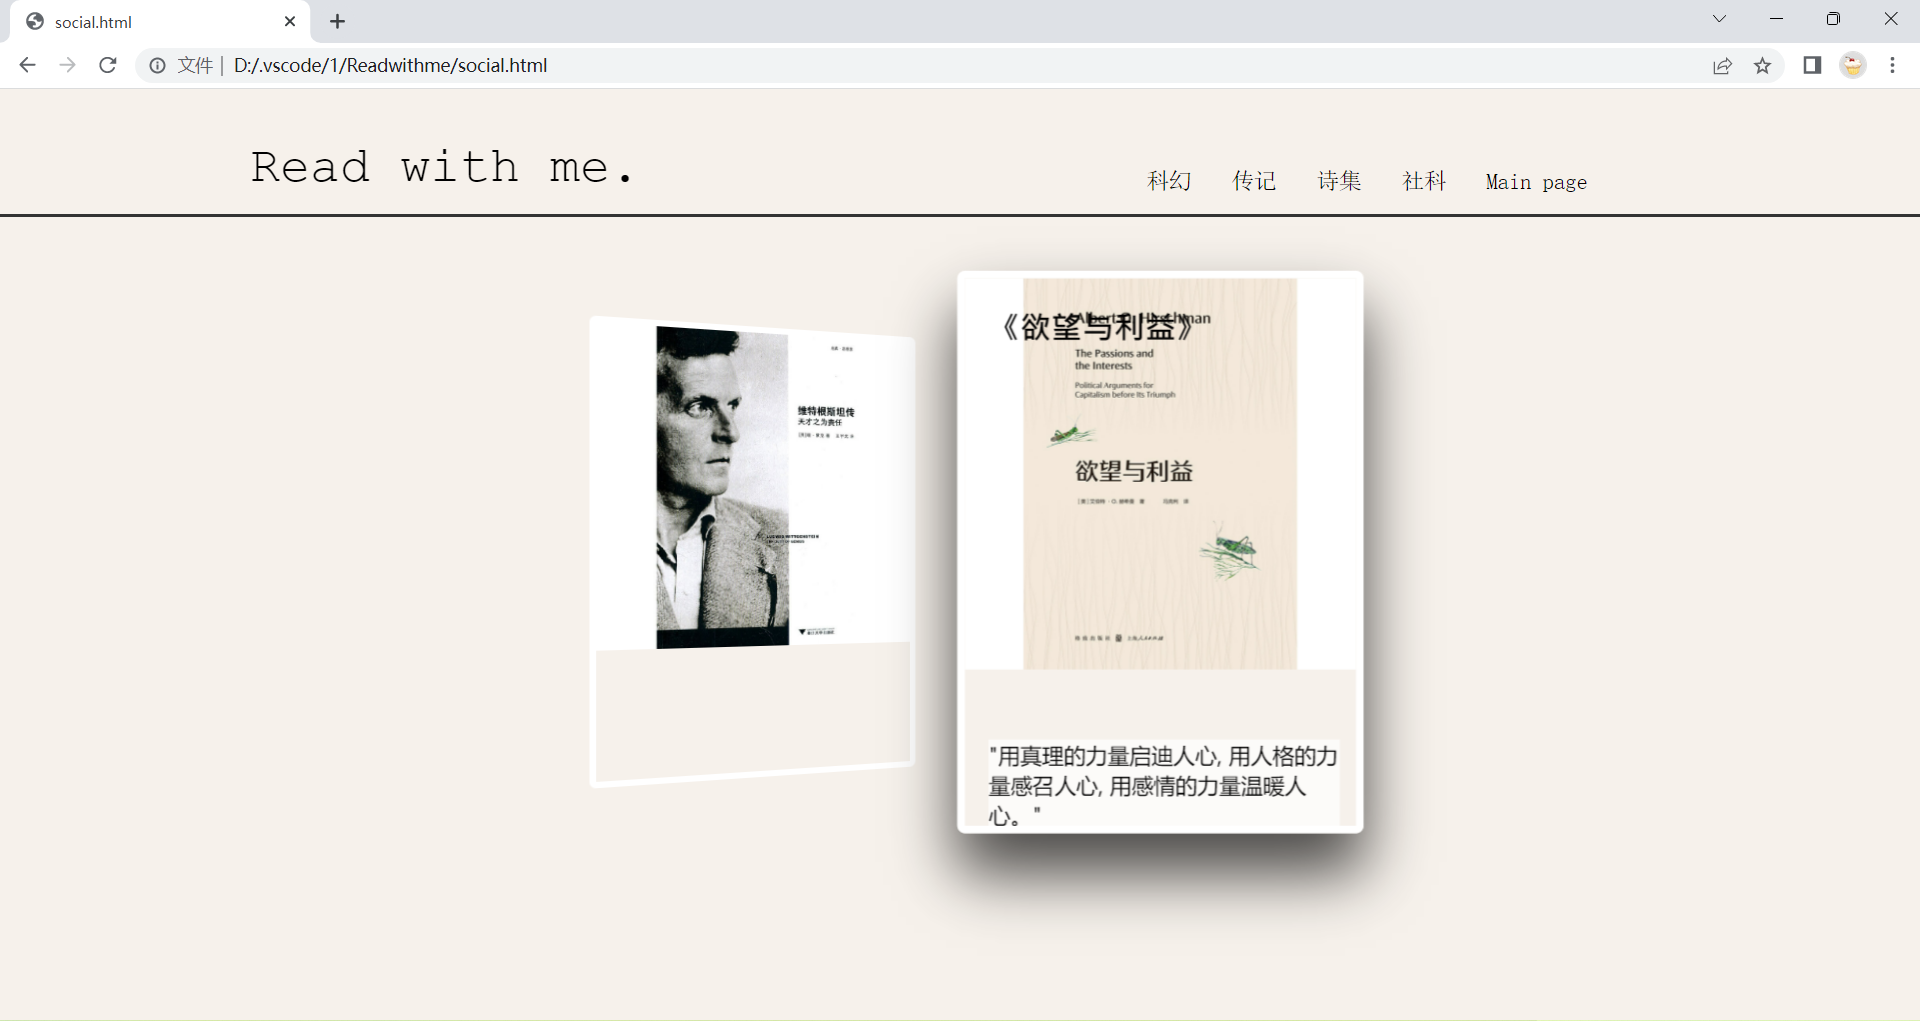 social.html
文件 | D:/.vscode/1/Readwithme/social.html
Read with me.
科幻 传记 诗集 社科 Main page
维特根斯坦传
天才之为责任
LUDWIG WITTGENSTEIN
《欲望与利益》
Albert O. Hirschman
The Passions and
the Interests
Political Arguments for
Capitalism before Its Triumph
欲望与利益
"用真理的力量启迪人心, 用人格的力
量感召人心, 用感情的力量温暖人
心。"